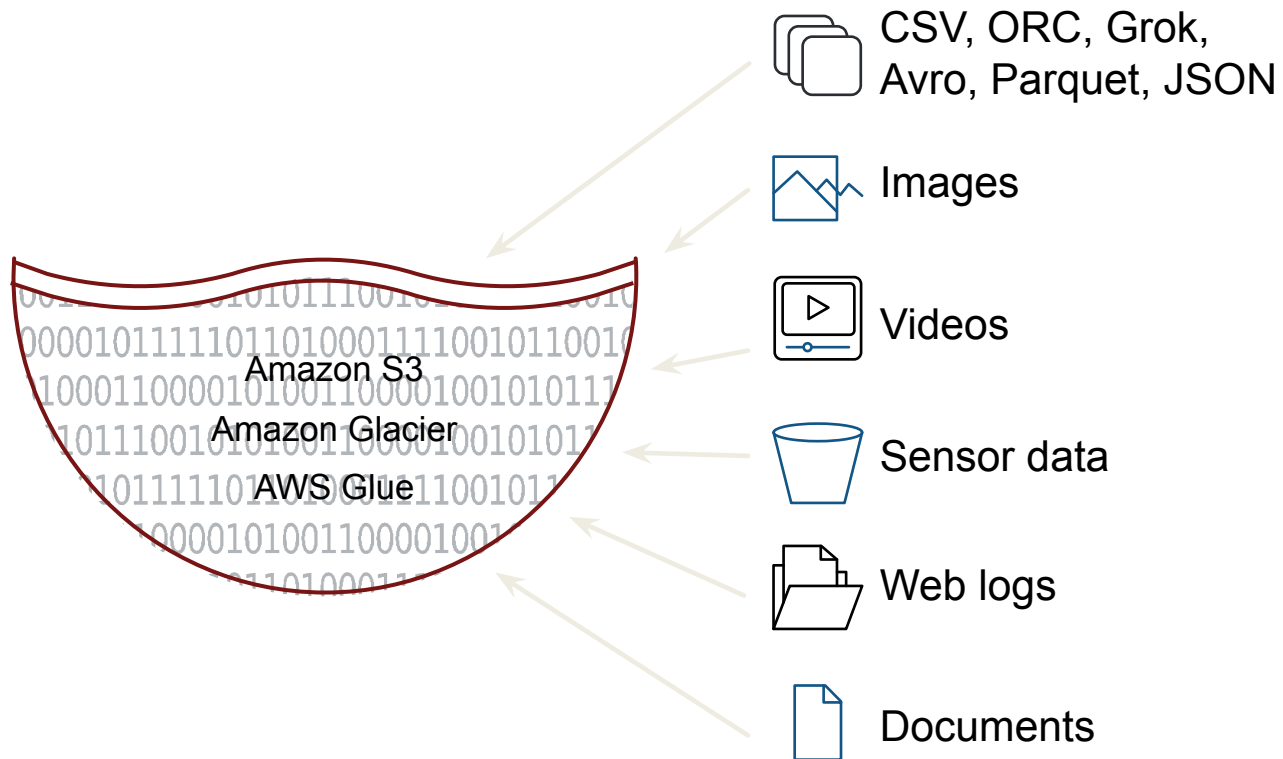 CSV, ORC, Grok,
Avro, Parquet, JSON
Images
Videos
Sensor data
Web logs
Documents
Amazon S3
Amazon Glacier
AWS Glue